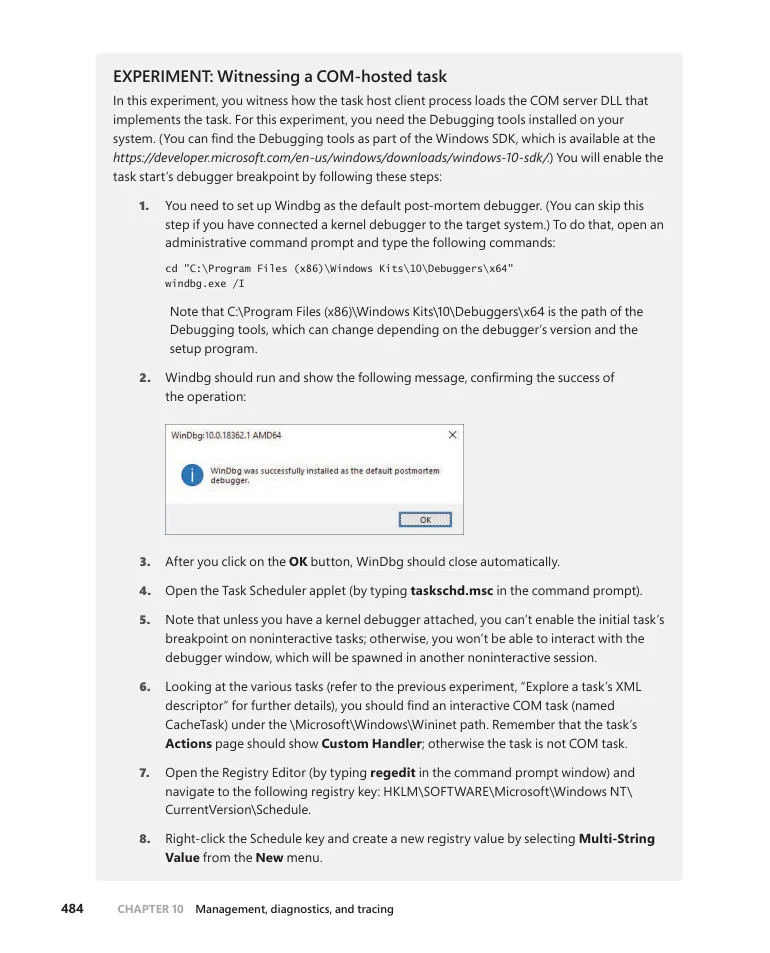 EXPERIMENT: Witnessing a COM-hosted task
In this experiment, you witness how the task host client process loads the COM server DLL that
implements the task. For this experiment, you need the Debugging tools installed on your
system. (You can find the Debugging tools as part of the Windows SDK, which is available at the
https://developer.microsoft.com/en-us/windows/downloads/windows-10-sdk/.) You will enable the
task start’s debugger breakpoint by following these steps:
1. You need to set up Windbg as the default post-mortem debugger. (You can skip this
step if you have connected a kernel debugger to the target system.) To do that, open an
administrative command prompt and type the following commands:
cd "C:\Program Files (x86)\Windows Kits\10\Debuggers\x64"
windbg.exe /I
Note that C:\Program Files (x86)\Windows Kits\10\Debuggers\x64 is the path of the
Debugging tools, which can change depending on the debugger’s version and the
setup program.
2. Windbg should run and show the following message, confirming the success of
the operation:
WinDbg:10.0.18362.1 AMD64
WinDbg was successfully installed as the default postmortem
debugger.
OK
3. After you click on the OK button, WinDbg should close automatically.
4. Open the Task Scheduler applet (by typing taskschd.msc in the command prompt).
5. Note that unless you have a kernel debugger attached, you can’t enable the initial task’s
breakpoint on noninteractive tasks; otherwise, you won’t be able to interact with the
debugger window, which will be spawned in another noninteractive session.
6. Looking at the various tasks (refer to the previous experiment, “Explore a task’s XML
descriptor” for further details), you should find an interactive COM task (named
CacheTask) under the \Microsoft\Windows\Wininet path. Remember that the task’s
Actions page should show Custom Handler; otherwise the task is not COM task.
7. Open the Registry Editor (by typing regedit in the command prompt window) and
navigate to the following registry key: HKLM\SOFTWARE\Microsoft\Windows NT\
CurrentVersion\Schedule.
8. Right-click the Schedule key and create a new registry value by selecting Multi-String
Value from the New menu.
484 CHAPTER 10 Management, diagnostics, and tracing